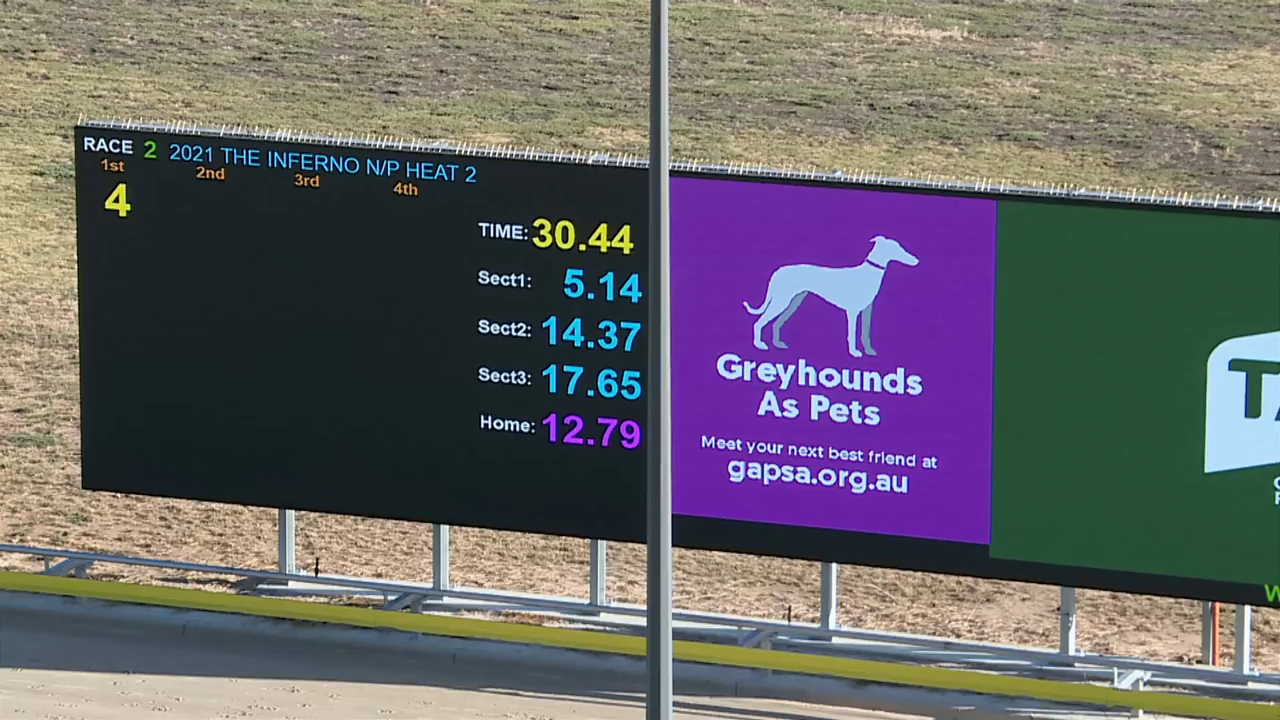 RACE 2 2021 THE INFERNO N/P HEAT 2
1st 2nd 3rd 4th
4
TIME: 30.44
Sect1: 5.14
Sect2: 14.37
Sect3: 17.65
Home: 12.79
Greyhounds
As Pets
Meet your next best friend at
gapsa.org.au